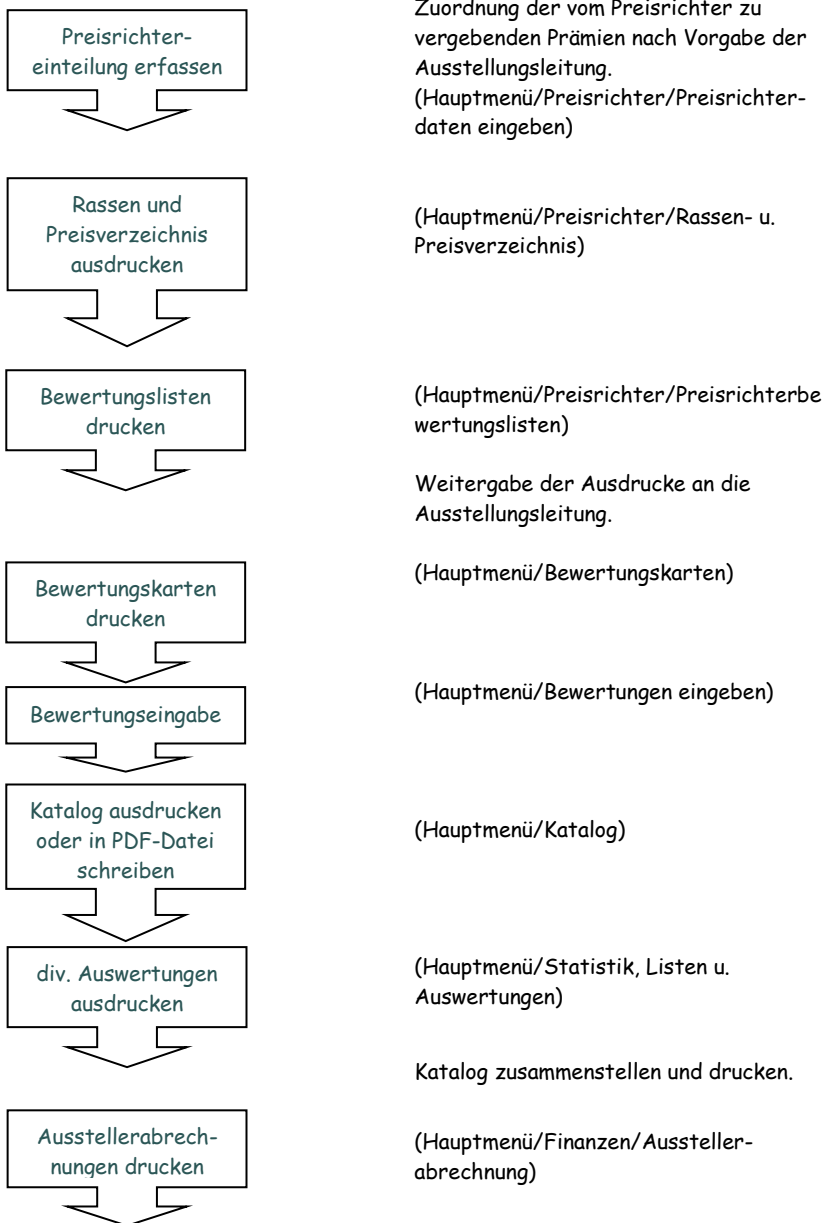 Zuordnung der vom Preisrichter zu
Preisrichter-
einteilung erfassen
vergebenden Prämien nach Vorgabe der
Ausstellungsleitung.
(Hauptmenü/Preisrichter/Preisrichter-
daten eingeben)
Rassen und
Preisverzeichnis
ausdrucken
(Hauptmenü/Preisrichter/Rassen- u.
Preisverzeichnis)
Bewertungslisten
drucken
(Hauptmenü/Preisrichter/Preisrichterbe
wertungslisten)
Weitergabe der Ausdrucke an die
Ausstellungsleitung.
Bewertungskarten
drucken
(Hauptmenü/Bewertungskarten)
Bewertungseingabe
(Hauptmenü/Bewertungen eingeben)
Katalog ausdrucken
oder in PDF-Datei
schreiben
(Hauptmenü/Katalog)
div. Auswertungen
ausdrucken
(Hauptmenü/Statistik, Listen u.
Auswertungen)
Katalog zusammenstellen und drucken.
Ausstellerabrech-
nungen drucken
(Hauptmenü/Finanzen/Aussteller-
abrechnung)